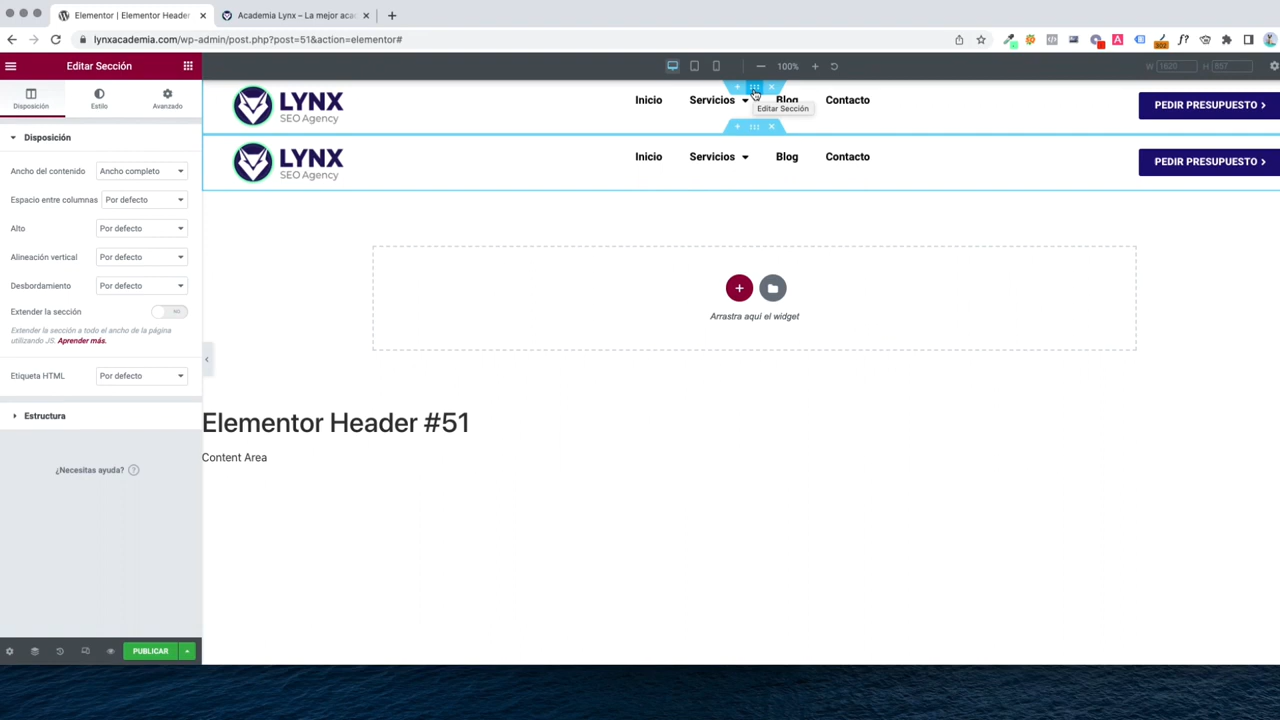 Elementor | Elementor Header
Academia Lynx – La mejor aca
lynxacademia.com/wp-admin/post.php?post=51&action=elementor#
302
Editar Sección
100%
W 1620 H 857
Disposición Estilo Avanzado
Disposición
Ancho del contenido Ancho completo
Espacio entre columnas Por defecto
Alto Por defecto
Alineación vertical Por defecto
Desbordamiento Por defecto
Extender la sección NO
Extender la sección a todo el ancho de la página
utilizando JS. Aprender más.
Etiqueta HTML Por defecto
Estructura
¿Necesitas ayuda? ?
PUBLICAR
LYNX
SEO Agency
Inicio Servicios Blog Contacto
PEDIR PRESUPUESTO >
Editar Sección
LYNX
SEO Agency
Inicio Servicios Blog Contacto
PEDIR PRESUPUESTO >
Arrastra aquí el widget
Elementor Header #51
Content Area